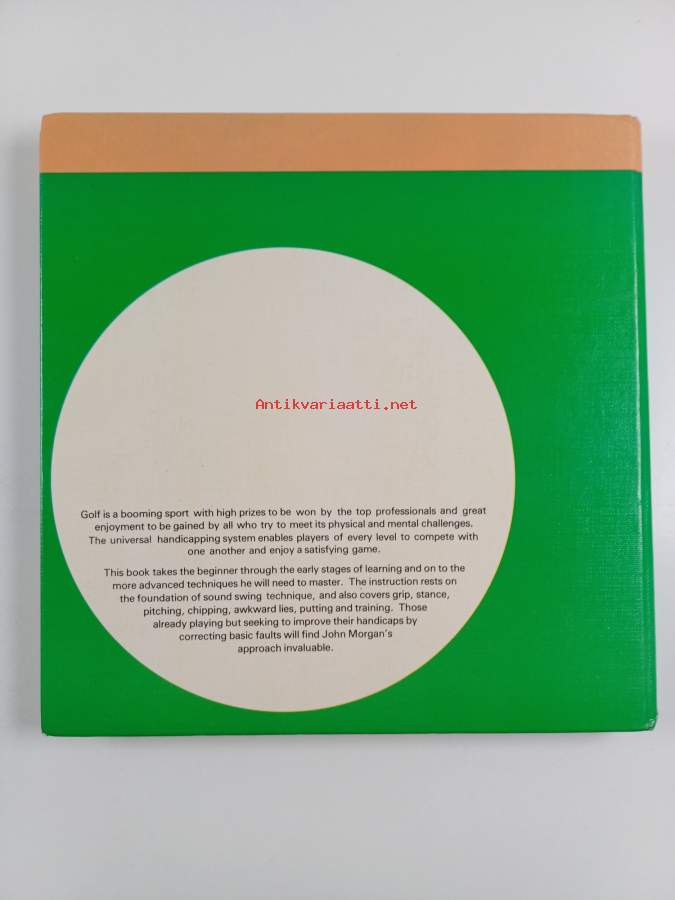 Antikvariaatti.net
Golf is a booming sport with high prizes to be won by the top professionals and great
enjoyment to be gained by all who try to meet its physical and mental challenges.
The universal handicapping system enables players of every level to compete with
one another and enjoy a satisfying game.
This book takes the beginner through the early stages of learning and on to the
more advanced techniques he will need to master. The instruction rests on
the foundation of sound swing technique, and also covers grip, stance,
pitching, chipping, awkward lies, putting and training. Those
already playing but seeking to improve their handicaps by
correcting basic faults will find John Morgan's
approach invaluable.